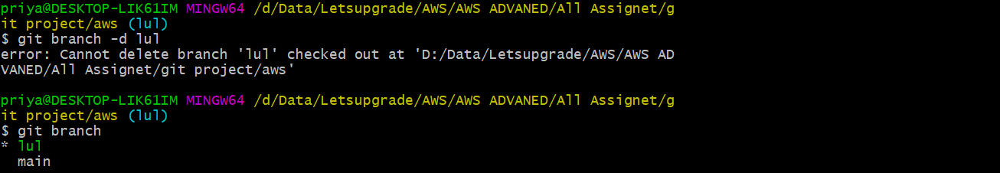 priya@DESKTOP-LIK61IM MINGW64 /d/Data/Letsupgrade/AWS/AWS ADVANED/All Assignet/g
it project/aws (lul)
$ git branch -d lul
error: Cannot delete branch 'lul' checked out at 'D:/Data/Letsupgrade/AWS/AWS AD
VANED/All Assignet/git project/aws'
priya@DESKTOP-LIK61IM MINGW64 /d/Data/Letsupgrade/AWS/AWS ADVANED/All Assignet/g
it project/aws (lul)
$ git branch
* lul
  main